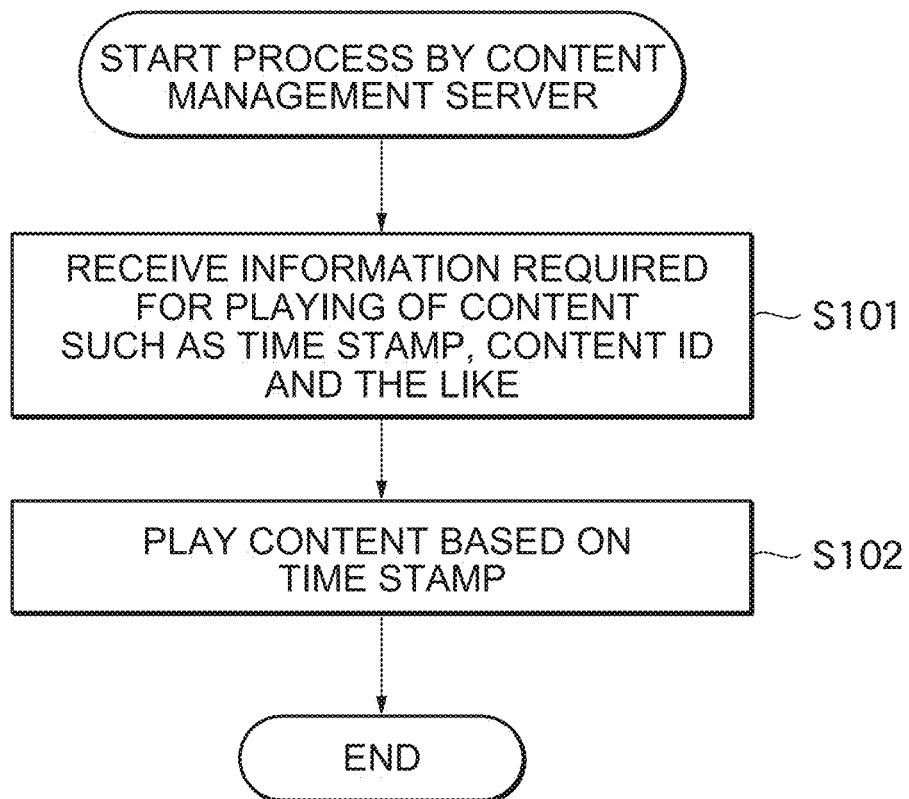 START PROCESS BY CONTENT
MANAGEMENT SERVER
RECEIVE INFORMATION REQUIRED
FOR PLAYING OF CONTENT
SUCH AS TIME STAMP, CONTENT ID
AND THE LIKE
S101
PLAY CONTENT BASED ON
TIME STAMP
S102
END